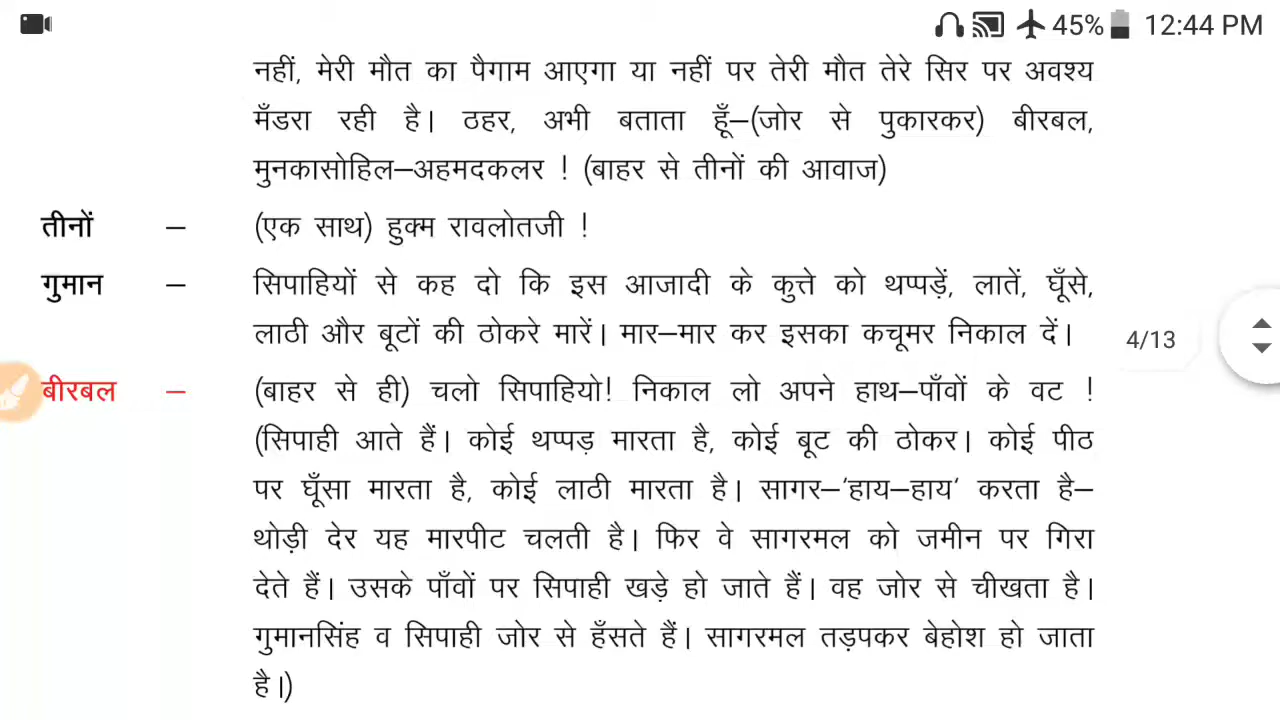 45% 12:44 PM
नहीं, मेरी मौत का पैगाम आएगा या नहीं पर तेरी मौत तेरे सिर पर अवश्य
मँडरा रही है। ठहर, अभी बताता हूँ–(जोर से पुकारकर) बीरबल,
मुनकासोहिल–अहमदकलर ! (बाहर से तीनों की आवाज)
तीनों – (एक साथ) हुक्म रावलोतजी !
गुमान – सिपाहियों से कह दो कि इस आजादी के कुत्ते को थप्पड़ें, लातें, घूँसे,
लाठी और बूटों की ठोकरे मारें। मार–मार कर इसका कचूमर निकाल दें।
4/13
बीरबल – (बाहर से ही) चलो सिपाहियो! निकाल लो अपने हाथ–पाँवों के वट !
(सिपाही आते हैं। कोई थप्पड़ मारता है, कोई बूट की ठोकर। कोई पीठ
पर घूँसा मारता है, कोई लाठी मारता है। सागर–'हाय–हाय' करता है–
थोड़ी देर यह मारपीट चलती है। फिर वे सागरमल को जमीन पर गिरा
देते हैं। उसके पाँवों पर सिपाही खड़े हो जाते हैं। वह जोर से चीखता है।
गुमानसिंह व सिपाही जोर से हँसते हैं। सागरमल तड़पकर बेहोश हो जाता
है।)